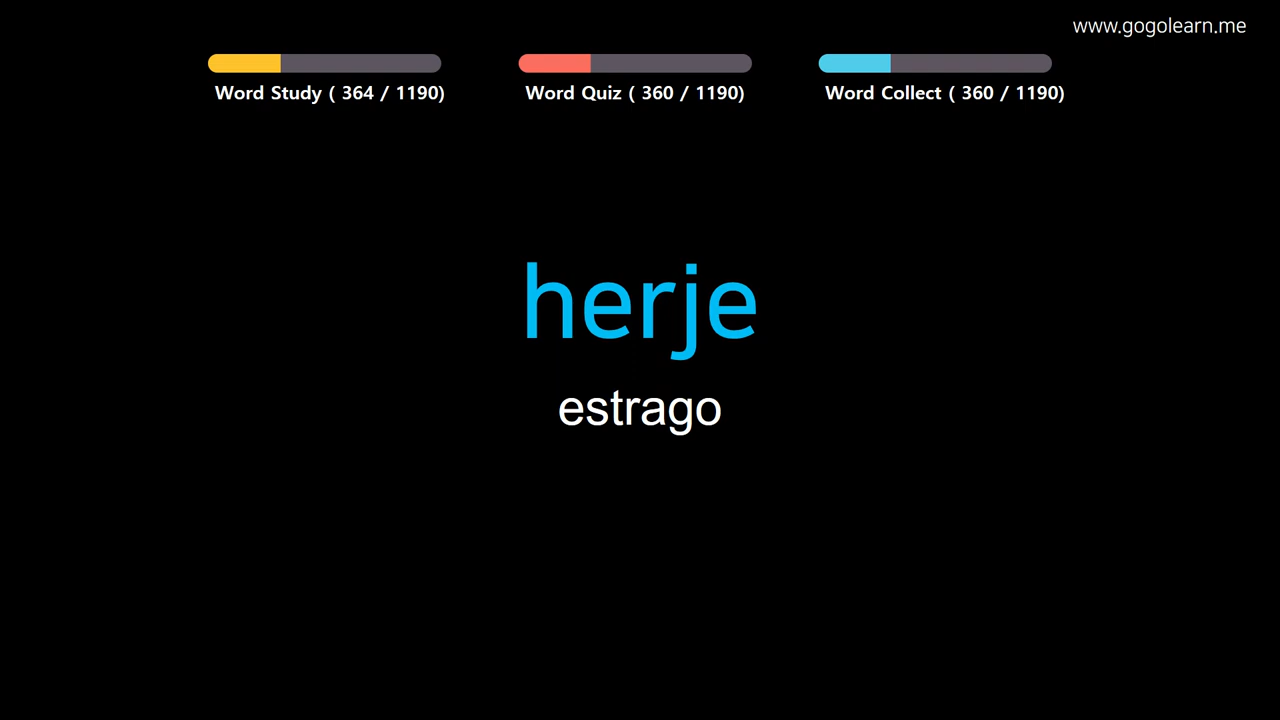 www.gogolearn.me
Word Study ( 364 / 1190)
Word Quiz ( 360 / 1190)
Word Collect ( 360 / 1190)
herje
estrago